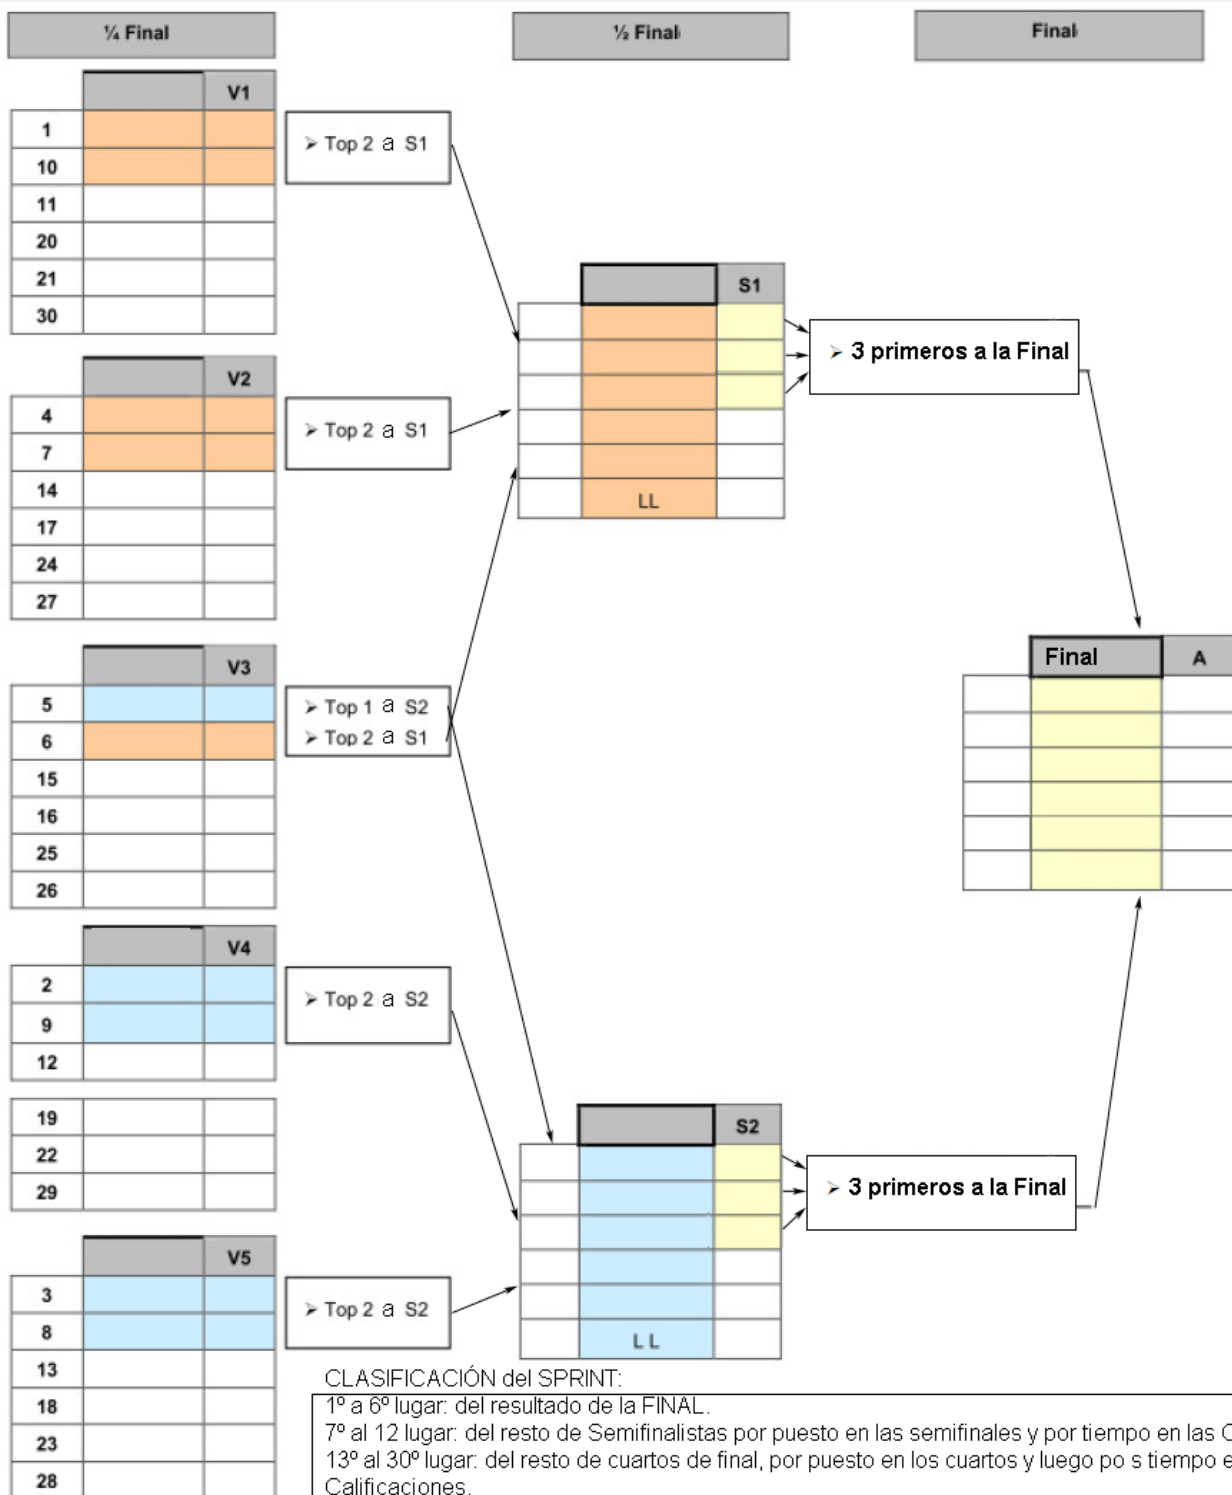 ¼ Final
½ Final
Final
V1
1
10
11
20
21
30
➢ Top 2 a S1
V2
4
7
14
17
24
27
➢ Top 2 a S1
V3
5
6
15
16
25
26
➢ Top 1 a S2
➢ Top 2 a S1
V4
2
9
12
19
22
29
➢ Top 2 a S2
V5
3
8
13
18
23
28
➢ Top 2 a S2
S1
LL
➢ 3 primeros a la Final
S2
L L
➢ 3 primeros a la Final
Final A
CLASIFICACIÓN del SPRINT:
1º a 6º lugar: del resultado de la FINAL.
7º al 12 lugar: del resto de Semifinalistas por puesto en las semifinales y por tiempo en las
13º al 30º lugar: del resto de cuartos de final, por puesto en los cuartos y luego po s tiempo
Calificaciones.